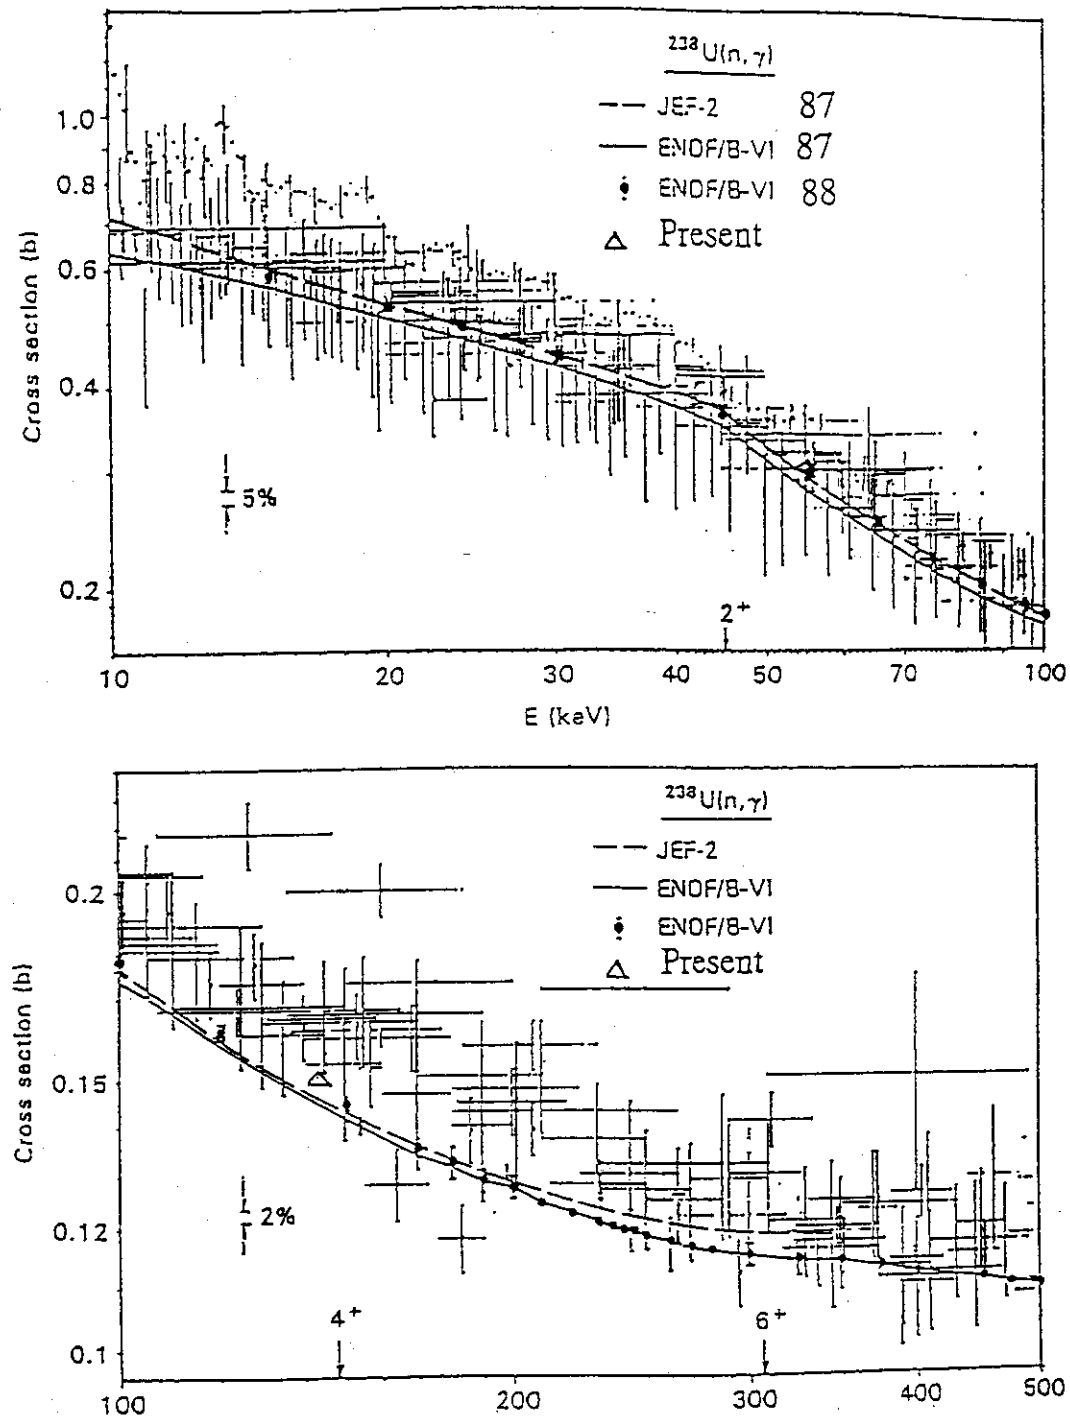 ²³⁸U(n, γ)
JEF-2 87
ENDF/B-VI 87
ENDF/B-VI 88
△ Present
Cross section (b)
1.0
0.8
0.6
0.4
0.2
5%
2⁺
10 20 30 40 50 70 100
E (keV)
²³⁸U(n, γ)
JEF-2
ENDF/B-VI
ENDF/B-VI
△ Present
Cross section (b)
0.2
0.15
0.12
0.1
2%
4⁺ 6⁺
100 200 300 400 500